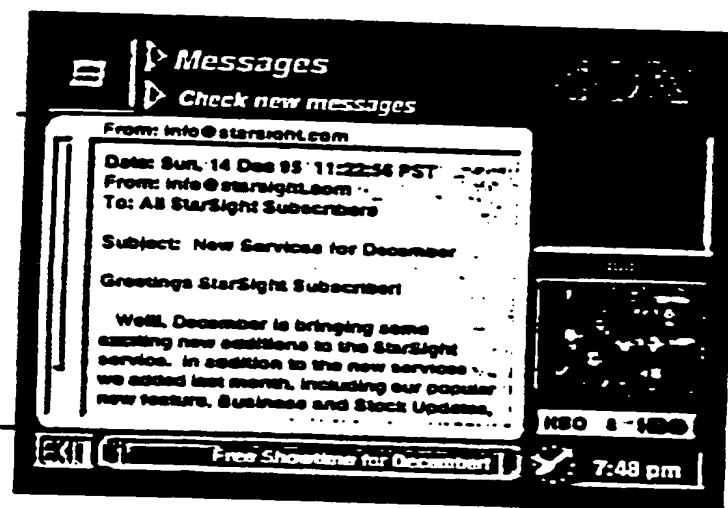 Messages
Check new messages
From: info@starsight.com
Date: Sun, 14 Dec 95 11:22:56 PST
From: info@starsight.com
To: All StarSight Subscribers
Subject: New Services for December
Greetings StarSight Subscriber!
Well, December is bringing some
exciting new additions to the StarSight
service. In addition to the new services
we added last month, including our popular
new feature, Business and Stock Updates,
HBO
EXIT
Free Showtime for December!
7:48 pm